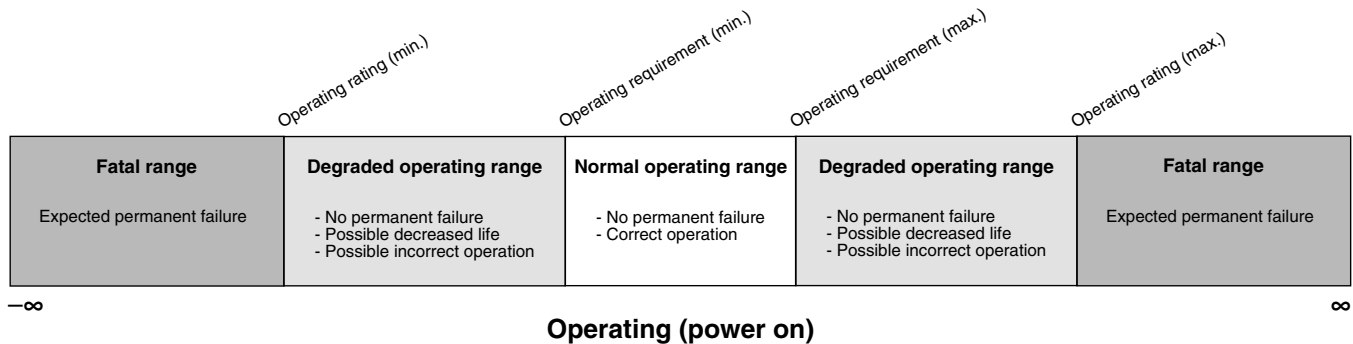 Operating rating (min.)
Operating requirement (min.)
Operating requirement (max.)
Operating rating (max.)
Fatal range
Expected permanent failure
Degraded operating range
- No permanent failure
- Possible decreased life
- Possible incorrect operation
Normal operating range
- No permanent failure
- Correct operation
Degraded operating range
- No permanent failure
- Possible decreased life
- Possible incorrect operation
Fatal range
Expected permanent failure
–∞
∞
Operating (power on)